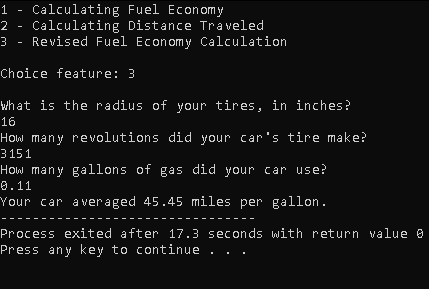 1 - Calculating Fuel Economy
2 - Calculating Distance Traveled
3 - Revised Fuel Economy Calculation
Choice feature: 3
What is the radius of your tires, in inches?
16
How many revolutions did your car's tire make?
3151
How many gallons of gas did your car use?
0.11
Your car averaged 45.45 miles per gallon.
--------------------------------
Process exited after 17.3 seconds with return value 0
Press any key to continue . . .